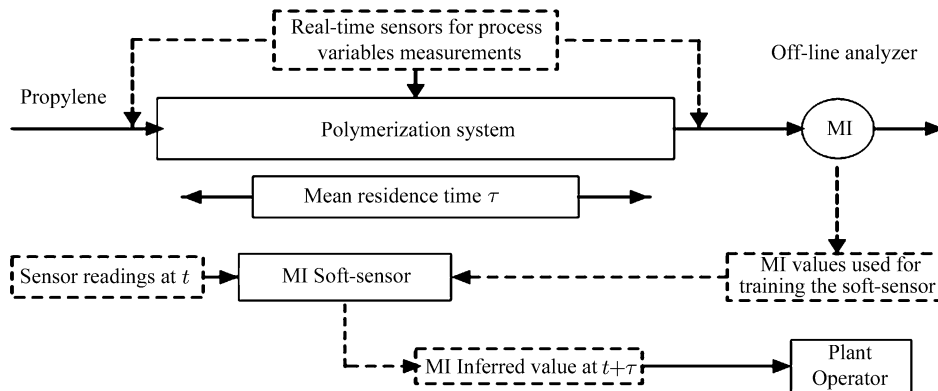 Real-time sensors for process
variables measurements
Off-line analyzer
Propylene
Polymerization system
MI
Mean residence time τ
Sensor readings at t
MI Soft-sensor
MI values used for
training the soft-sensor
MI Inferred value at t+τ
Plant
Operator